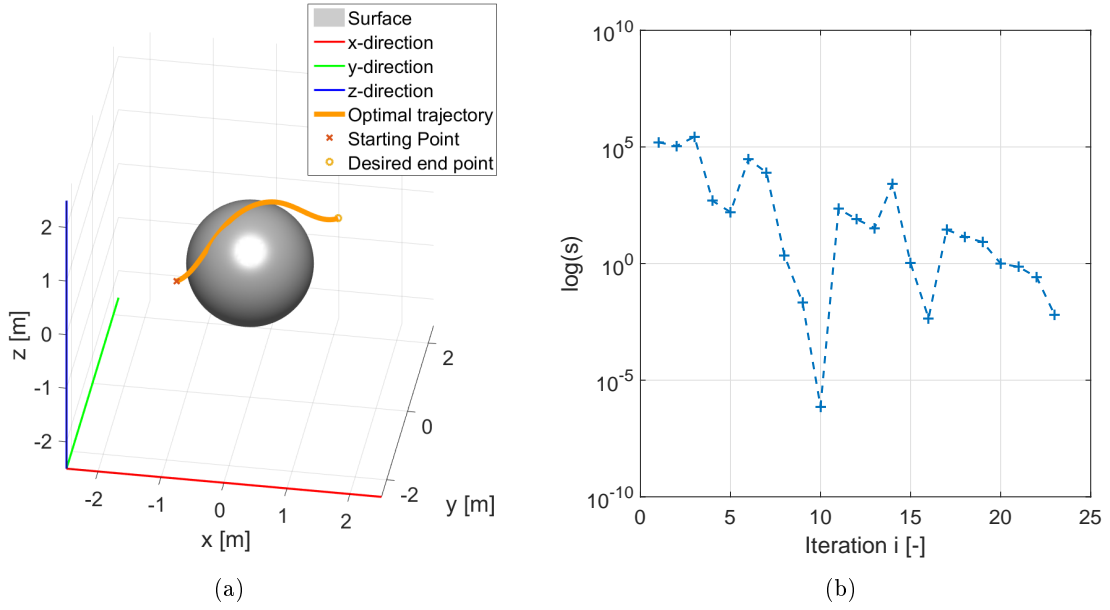 Surface
x-direction
y-direction
z-direction
Optimal trajectory
Starting Point
Desired end point
2
1
0
-1
-2
z [m]
-2
-1
0
1
2
x [m]
-2
0
2
y [m]
(a)
10^10
10^5
10^0
10^-5
10^-10
log(s)
0
5
10
15
20
25
Iteration i [-]
(b)